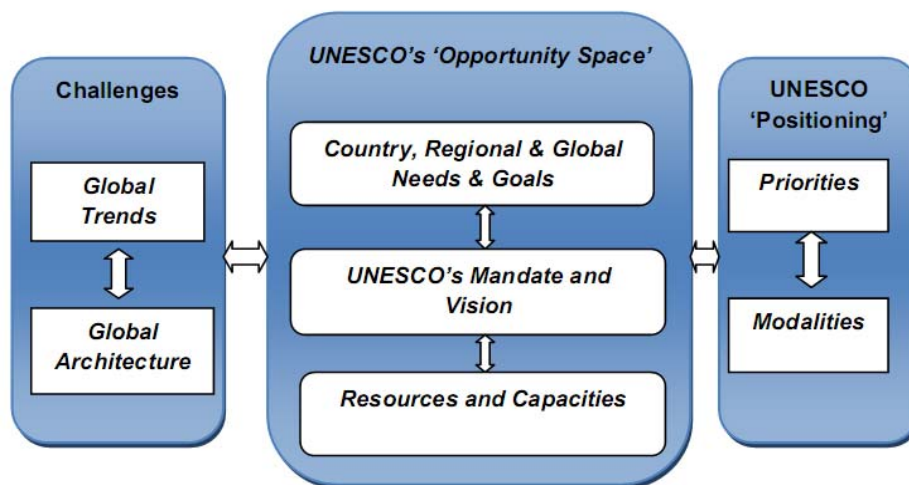 Challenges
Global
Trends
Global
Architecture
UNESCO's 'Opportunity Space'
Country, Regional & Global
Needs & Goals
UNESCO's Mandate and
Vision
Resources and Capacities
UNESCO
'Positioning'
Priorities
Modalities